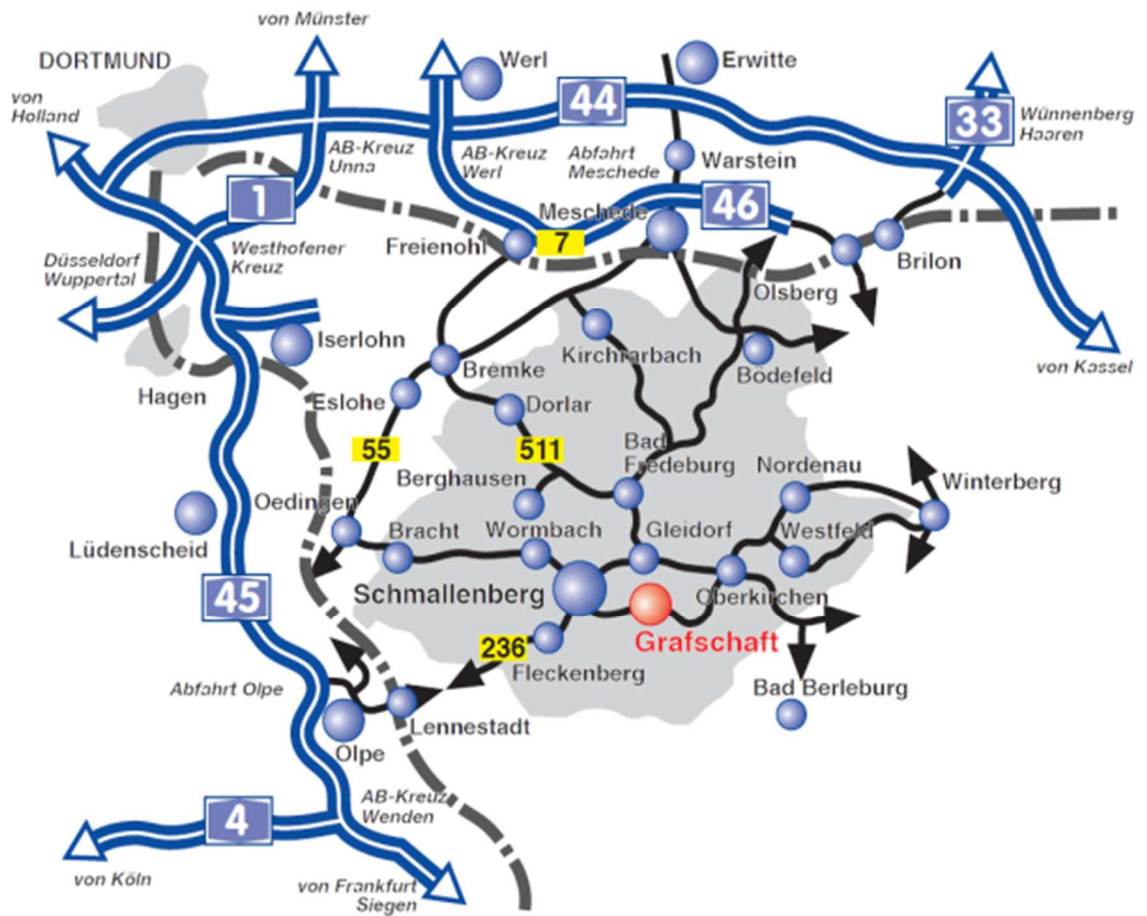 von Münster
DORTMUND
Werl
Erwitte
von
Holland
44
33
Wünnenberg
Haaren
AB-Kreuz
Unna
AB-Kreuz
Werl
Abfahrt
Meschede
Warstein
1
46
Meschede
Freienohl
7
Düsseldorf
Wuppertal
Westhofener
Kreuz
Brilon
Olsberg
Iserlohn
Kirchrarbach
Bremke
Bödefeld
von Kassel
Hagen
Eslohe
Dorlar
55
511
Bad
Fredeburg
Berghausen
Nordenau
Winterberg
Oedingen
Bracht
Wormbach
Gleidorf
Westfeld
Lüdenscheid
45
Schmallenberg
Oberkirchen
Grafschaft
236
Fleckenberg
Abfahrt Olpe
Bad Berleburg
Lennestadt
Olpe
AB-Kreuz
Wenden
4
von Köln
von Frankfurt
Siegen